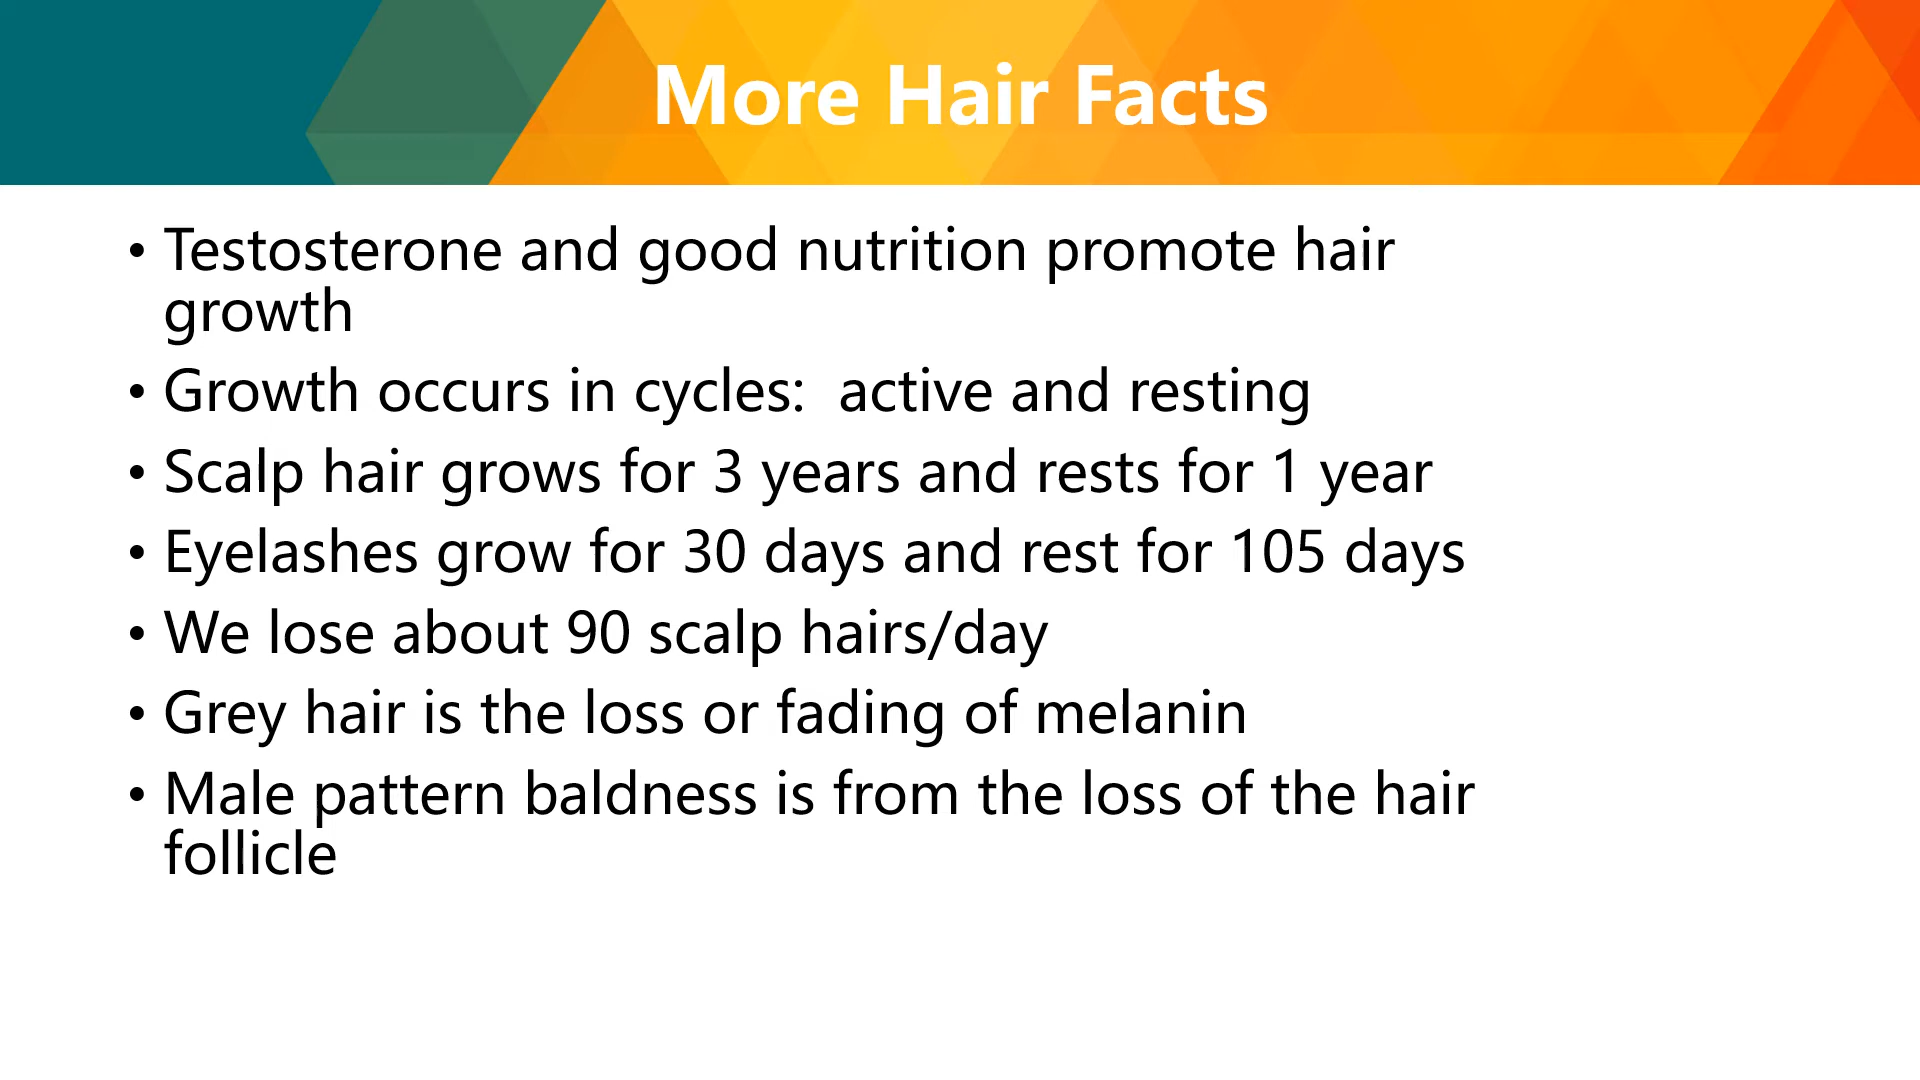 More Hair Facts
• Testosterone and good nutrition promote hair
growth
• Growth occurs in cycles:  active and resting
• Scalp hair grows for 3 years and rests for 1 year
• Eyelashes grow for 30 days and rest for 105 days
• We lose about 90 scalp hairs/day
• Grey hair is the loss or fading of melanin
• Male pattern baldness is from the loss of the hair
follicle